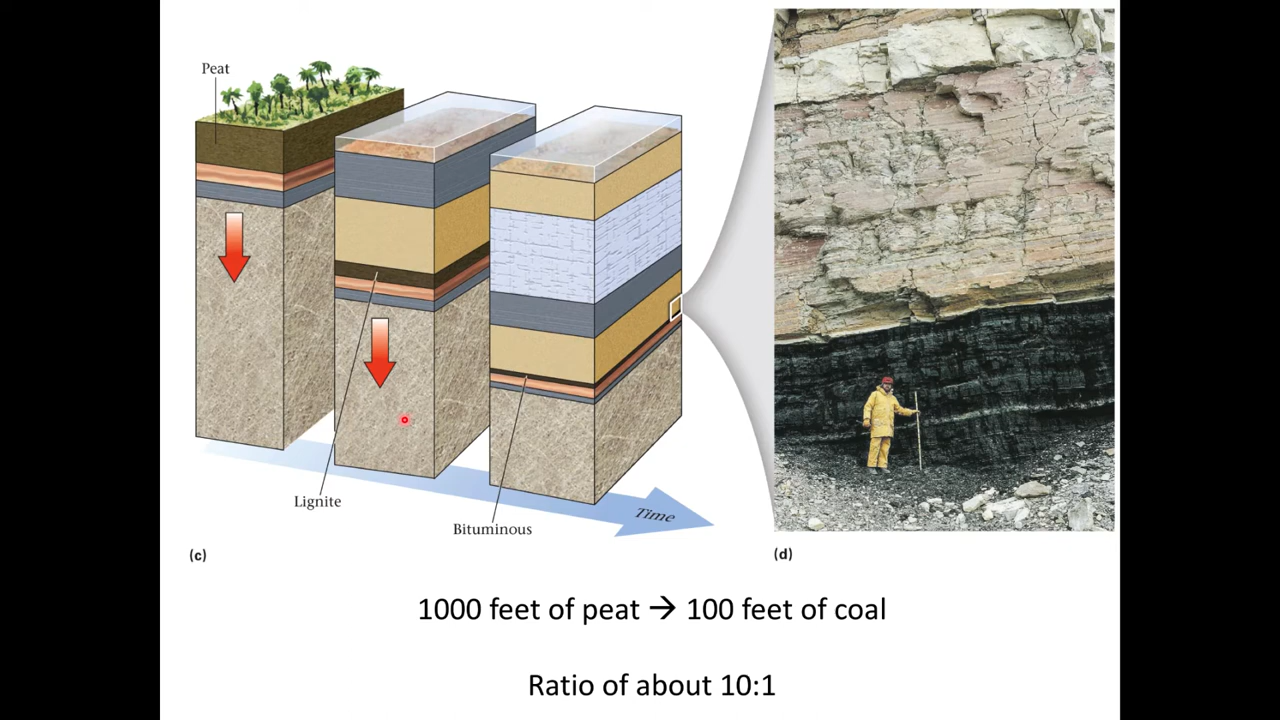 Peat
Lignite
Bituminous
Time
(c)
(d)
1000 feet of peat → 100 feet of coal
Ratio of about 10:1